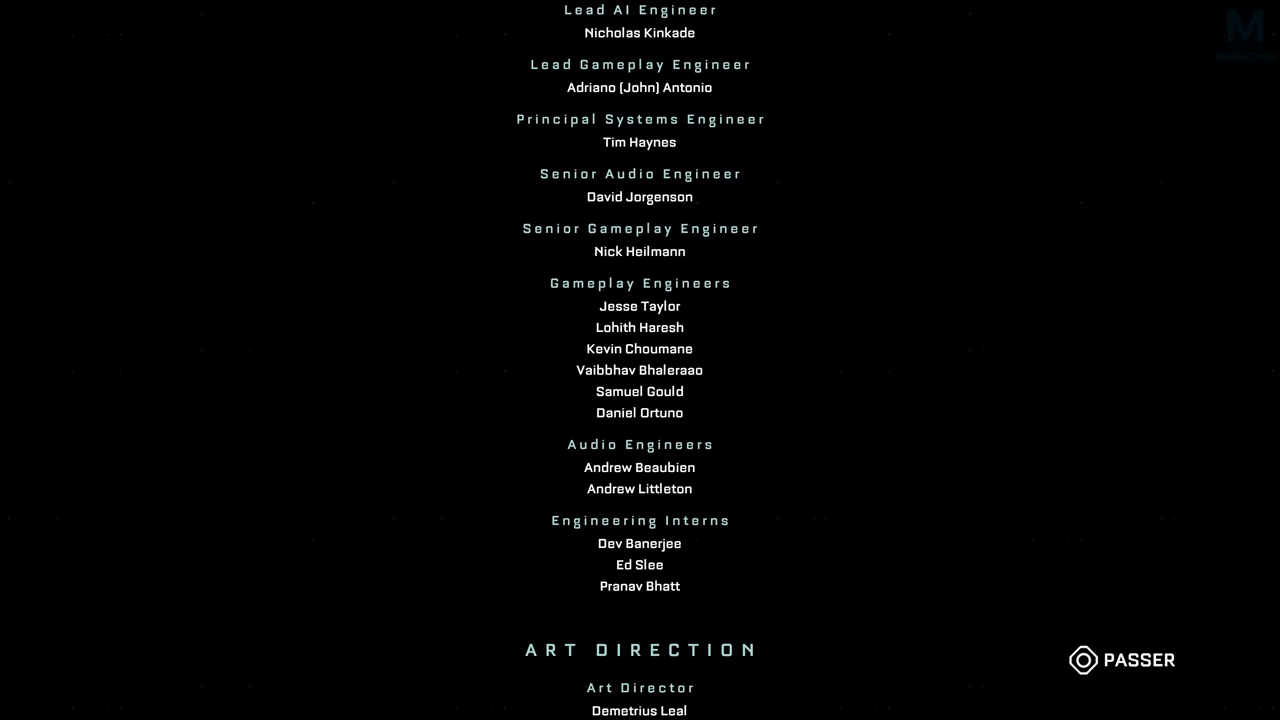 Lead AI Engineer
Nicholas Kinkade
Lead Gameplay Engineer
Adriano (John) Antonio
Principal Systems Engineer
Tim Haynes
Senior Audio Engineer
David Jorgenson
Senior Gameplay Engineer
Nick Heilmann
Gameplay Engineers
Jesse Taylor
Lohith Haresh
Kevin Choumane
Vaibbhav Bhaleraao
Samuel Gould
Daniel Ortuno
Audio Engineers
Andrew Beaubien
Andrew Littleton
Engineering Interns
Dev Banerjee
Ed Slee
Pranav Bhatt
ART DIRECTION
PASSER
Art Director
Demetrius Leal